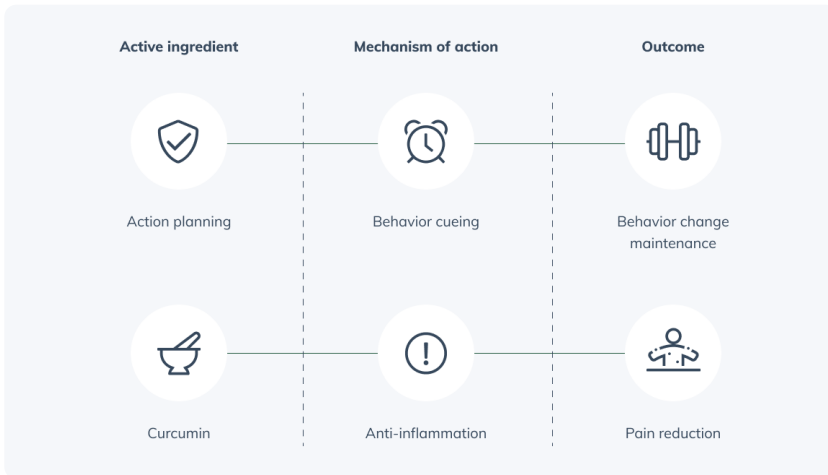 Active ingredient
Mechanism of action
Outcome
Action planning
Behavior cueing
Behavior change
maintenance
Curcumin
Anti-inflammation
Pain reduction